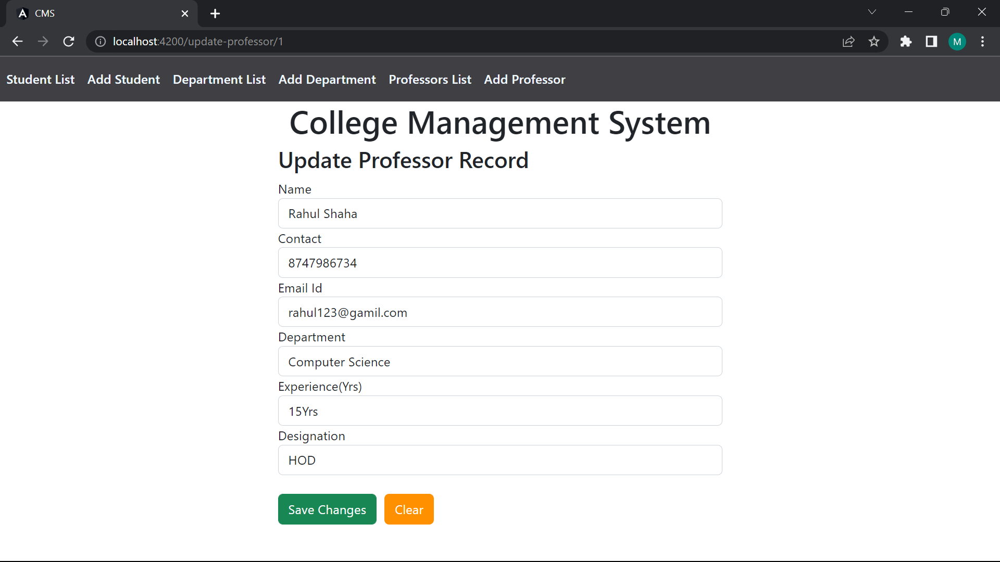 CMS
localhost:4200/update-professor/1
M
Student List Add Student Department List Add Department Professors List Add Professor
College Management System
Update Professor Record
Name
Rahul Shaha
Contact
8747986734
Email Id
rahul123@gamil.com
Department
Computer Science
Experience(Yrs)
15Yrs
Designation
HOD
Save Changes Clear